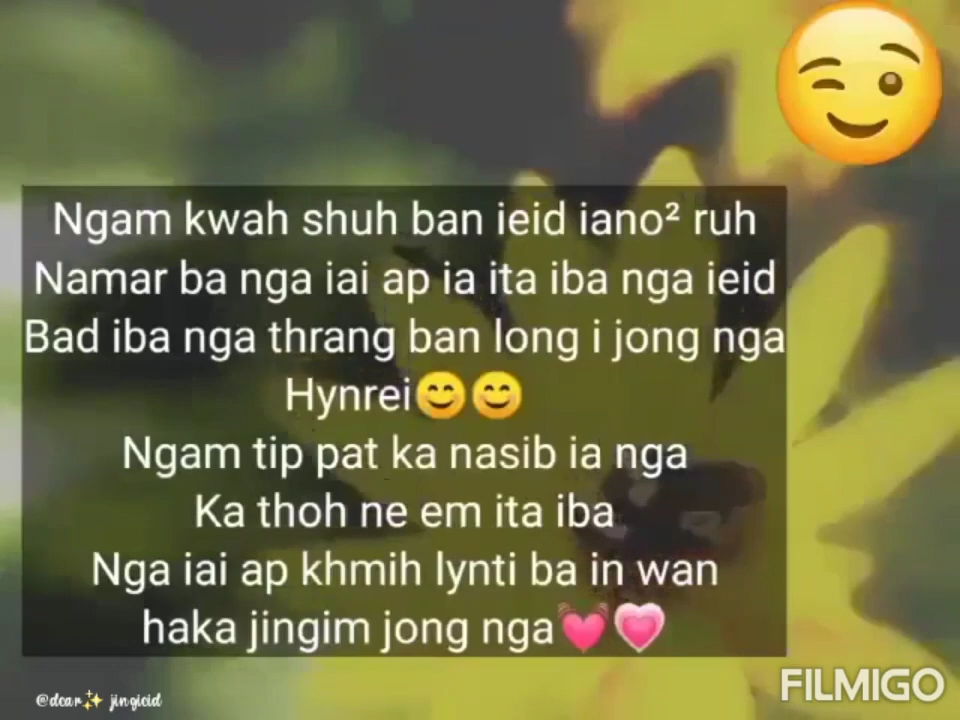 Ngam kwah shuh ban ieid iano² ruh
Namar ba nga iai ap ia ita iba nga ieid
Bad iba nga thrang ban long i jong nga
Hynrei😊😊
Ngam tip pat ka nasib ia nga
Ka thoh ne em ita iba
Nga iai ap khmih lynti ba in wan
haka jingim jong nga💓💗
@dear✨ jingieid
FILMIGO